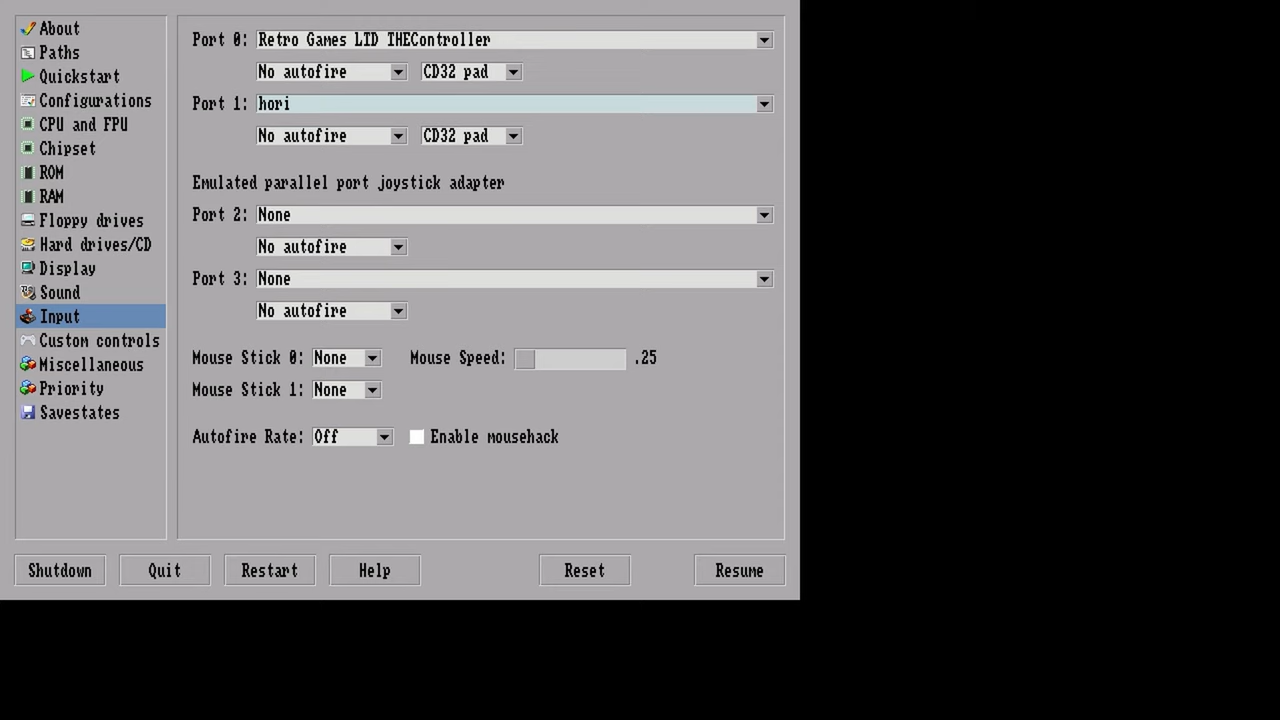 About
Paths
Quickstart
Configurations
CPU and FPU
Chipset
ROM
RAM
Floppy drives
Hard drives/CD
Display
Sound
Input
Custom controls
Miscellaneous
Priority
Savestates
Port 0: Retro Games LTD THEController
No autofire CD32 pad
Port 1: hori
No autofire CD32 pad
Emulated parallel port joystick adapter
Port 2: None
No autofire
Port 3: None
No autofire
Mouse Stick 0: None Mouse Speed: .25
Mouse Stick 1: None
Autofire Rate: Off Enable mousehack
Shutdown Quit Restart Help Reset Resume